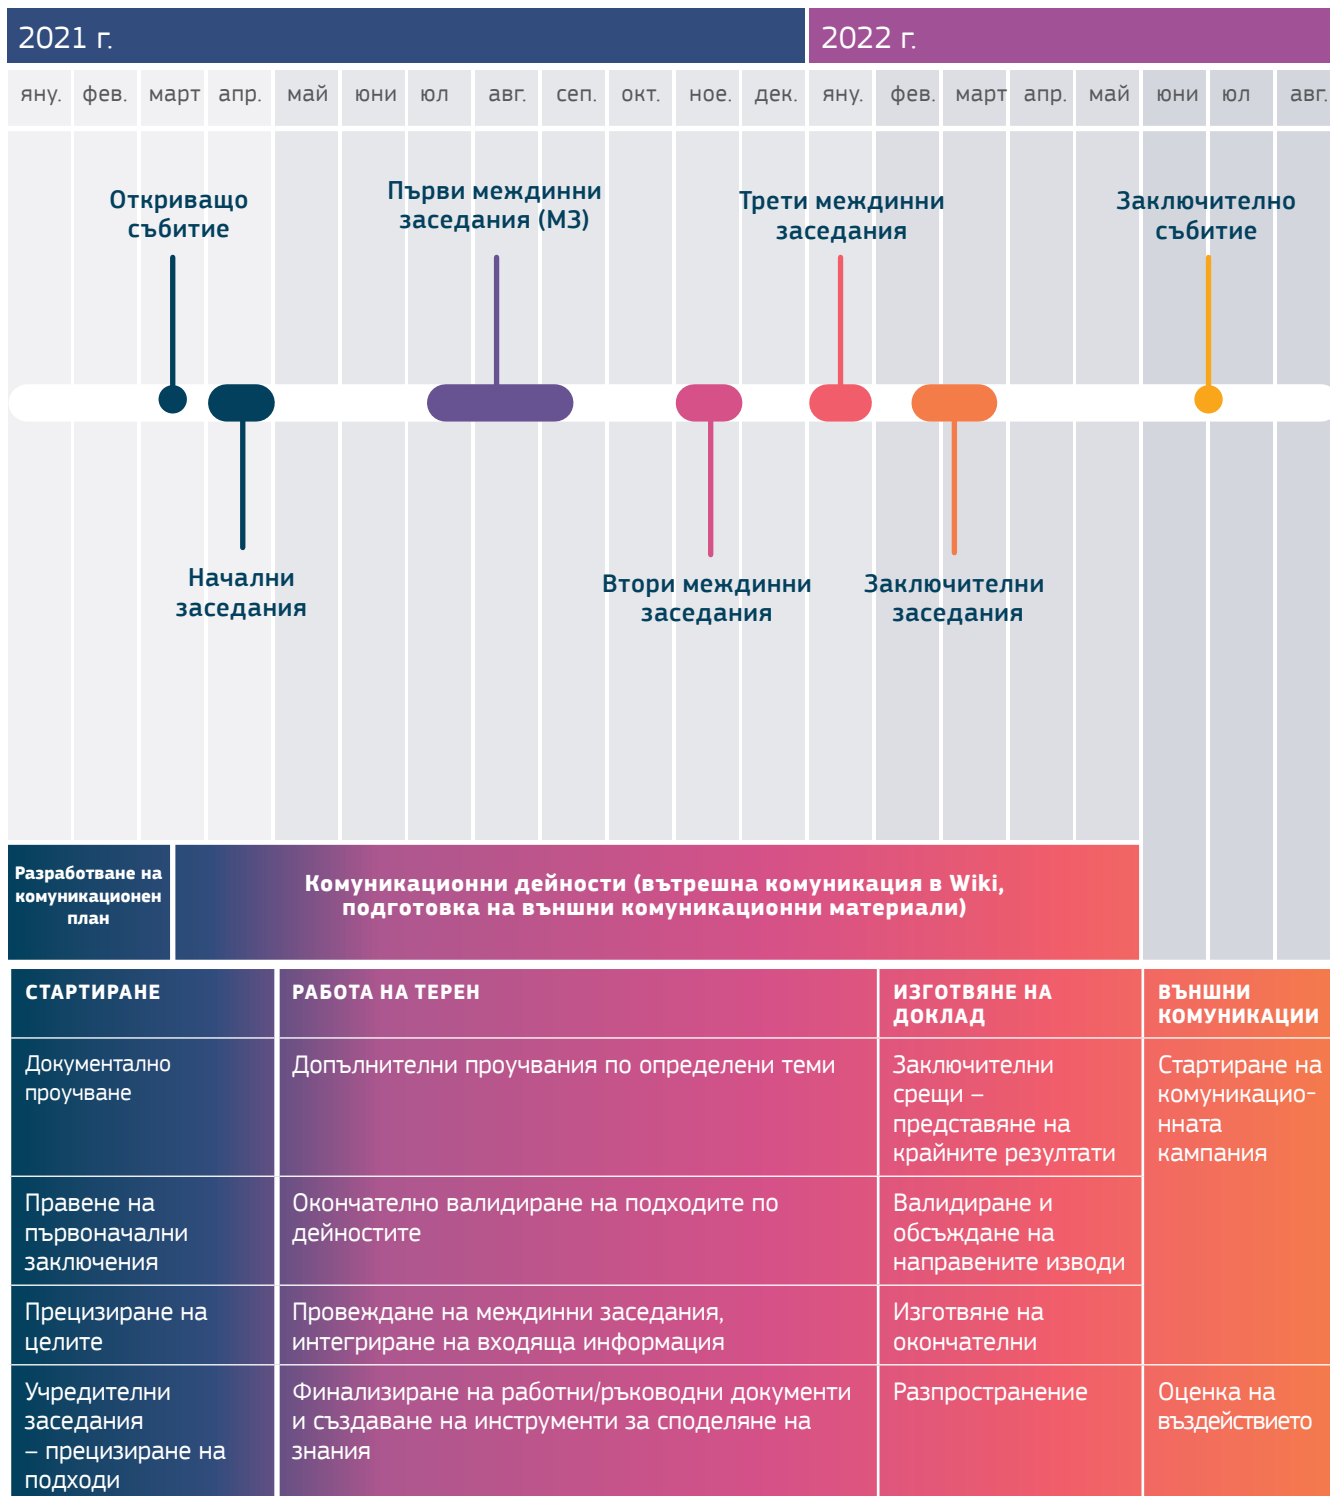 2021 г.
2022 г.
яну. фев. март апр. май юни юл авг. сеп. окт. ное. дек. яну. фев. март апр. май юни юл авг.
Откриващо
събитие
Първи междинни
заседания (МЗ)
Трети междинни
заседания
Заключително
събитие
Начални
заседания
Втори междинни
заседания
Заключителни
заседания
Разработване на
комуникационен
план
Комуникационни дейности (вътрешна комуникация в Wiki,
подготовка на външни комуникационни материали)
СТАРТИРАНЕ
РАБОТА НА ТЕРЕН
ИЗГОТВЯНЕ НА
ДОКЛАД
ВЪНШНИ
КОМУНИКАЦИИ
Документално
проучване
Допълнителни проучвания по определени теми
Заключителни
срещи –
представяне на
крайните резултати
Стартиране на
комуникацио-
нната
кампания
Правене на
първоначални
заключения
Окончателно валидиране на подходите по
дейностите
Валидиране и
обсъждане на
направените изводи
Прецизиране на
целите
Провеждане на междинни заседания,
интегриране на входяща информация
Изготвяне на
окончателни
Учредителни
заседания
– прецизиране на
подходи
Финализиране на работни/ръководни документи
и създаване на инструменти за споделяне на
знания
Разпространение
Оценка на
въздействието